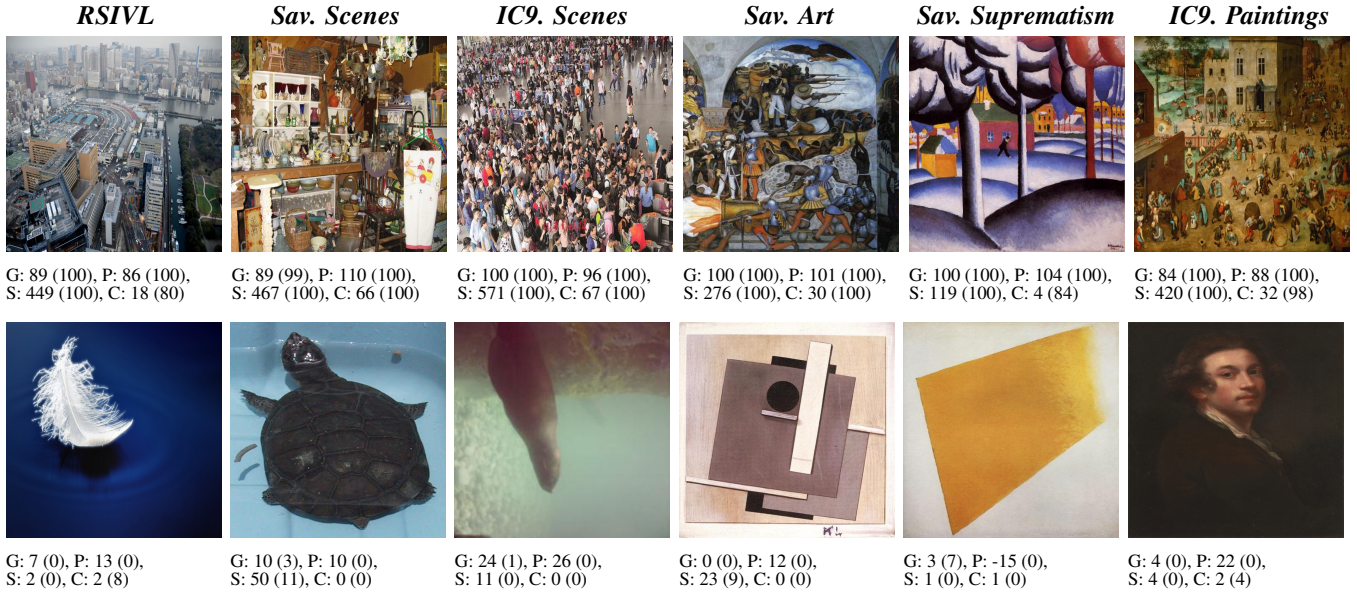 RSIVL
Sav. Scenes
IC9. Scenes
Sav. Art
Sav. Suprematism
IC9. Paintings
G: 89 (100), P: 86 (100),
S: 449 (100), C: 18 (80)
G: 89 (99), P: 110 (100),
S: 467 (100), C: 66 (100)
G: 100 (100), P: 96 (100),
S: 571 (100), C: 67 (100)
G: 100 (100), P: 101 (100),
S: 276 (100), C: 30 (100)
G: 100 (100), P: 104 (100),
S: 119 (100), C: 4 (84)
G: 84 (100), P: 88 (100),
S: 420 (100), C: 32 (98)
G: 7 (0), P: 13 (0),
S: 2 (0), C: 2 (8)
G: 10 (3), P: 10 (0),
S: 50 (11), C: 0 (0)
G: 24 (1), P: 26 (0),
S: 11 (0), C: 0 (0)
G: 0 (0), P: 12 (0),
S: 23 (9), C: 0 (0)
G: 3 (7), P: -15 (0),
S: 1 (0), C: 1 (0)
G: 4 (0), P: 22 (0),
S: 4 (0), C: 2 (4)